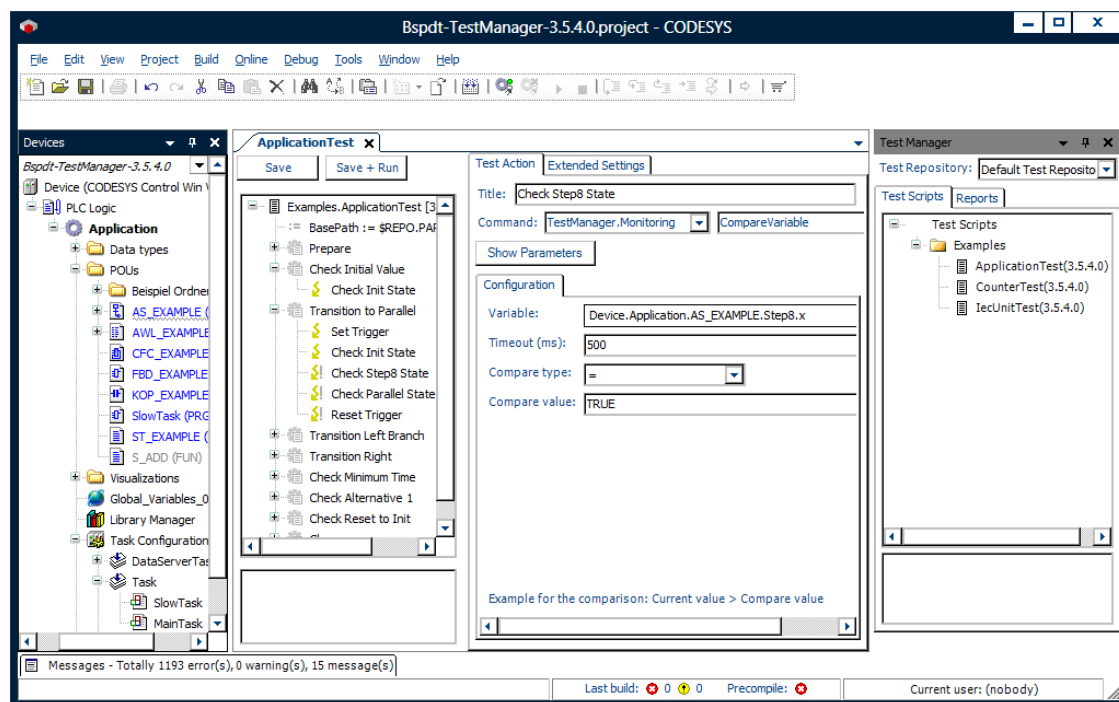 Bspdt-TestManager-3.5.4.0.project - CODESYS
File Edit View Project Build Online Debug Tools Window Help
Devices
Bspdt-TestManager-3.5.4.0
Device (CODESYS Control Win
PLC Logic
Application
Data types
POUs
Beispiel Ordner
AS_EXAMPLE (
AWL_EXAMPLE
CFC_EXAMPLE
FBD_EXAMPLE
KOP_EXAMPLE
SlowTask (PRG
ST_EXAMPLE (
S_ADD (FUN)
Visualizations
Global_Variables_0
Library Manager
Task Configuration
DataServerTas
Task
SlowTask
MainTask
ApplicationTest
Save Save + Run
Examples.ApplicationTest [3
:= BasePath := $REPO.PAR
Prepare
Check Initial Value
Check Init State
Transition to Parallel
Set Trigger
Check Init State
Check Step8 State
Check Parallel State
Reset Trigger
Transition Left Branch
Transition Right
Check Minimum Time
Check Alternative 1
Check Reset to Init
Test Action Extended Settings
Title: Check Step8 State
Command: TestManager.Monitoring CompareVariable
Show Parameters
Configuration
Variable: Device.Application.AS_EXAMPLE.Step8.x
Timeout (ms): 500
Compare type: =
Compare value: TRUE
Example for the comparison: Current value > Compare value
Test Manager
Test Repository: Default Test Reposito
Test Scripts Reports
Test Scripts
Examples
ApplicationTest(3.5.4.0)
CounterTest(3.5.4.0)
IecUnitTest(3.5.4.0)
Messages - Totally 1193 error(s), 0 warning(s), 15 message(s)
Last build: 0 0 Precompile: Current user: (nobody)